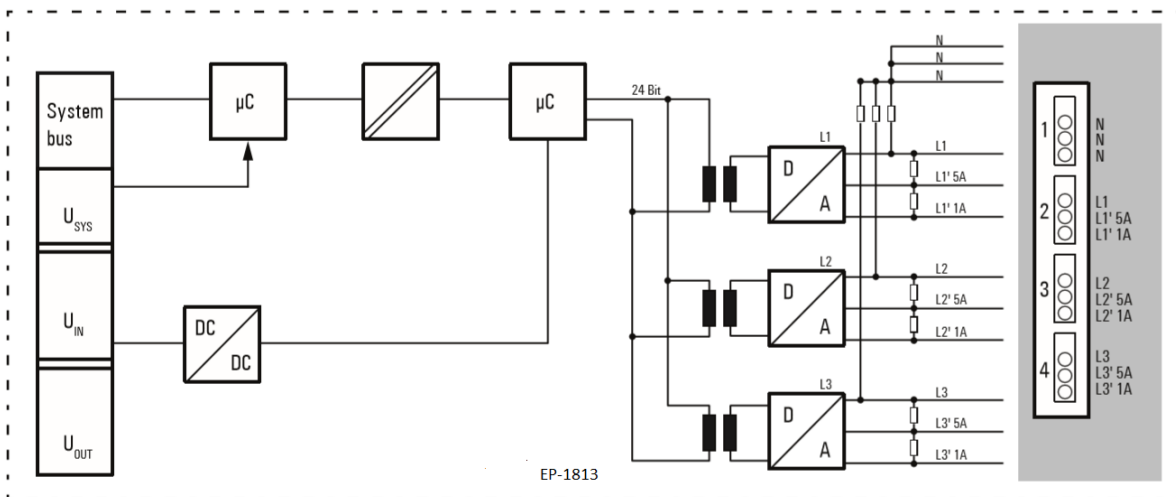 System
bus
U SYS
U IN
U OUT
µC
µC
24 Bit
DC
DC
N
N
N
L1
D
A
L1
L1' 5A
L1' 1A
L2
D
A
L2
L2' 5A
L2' 1A
L3
D
A
L3
L3' 5A
L3' 1A
1
N
N
N
2
L1
L1' 5A
L1' 1A
3
L2
L2' 5A
L2' 1A
4
L3
L3' 5A
L3' 1A
EP-1813